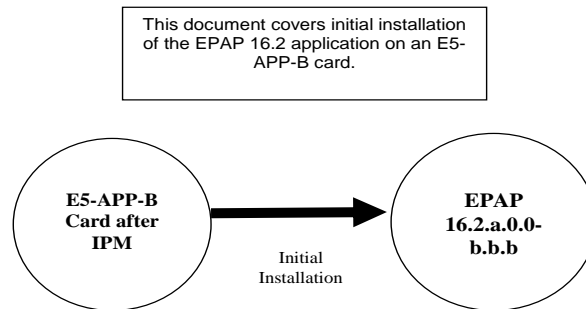 This document covers initial installation
of the EPAP 16.2 application on an E5-
APP-B card.
E5-APP-B
Card after
IPM
Initial
Installation
EPAP
16.2.a.0.0-
b.b.b